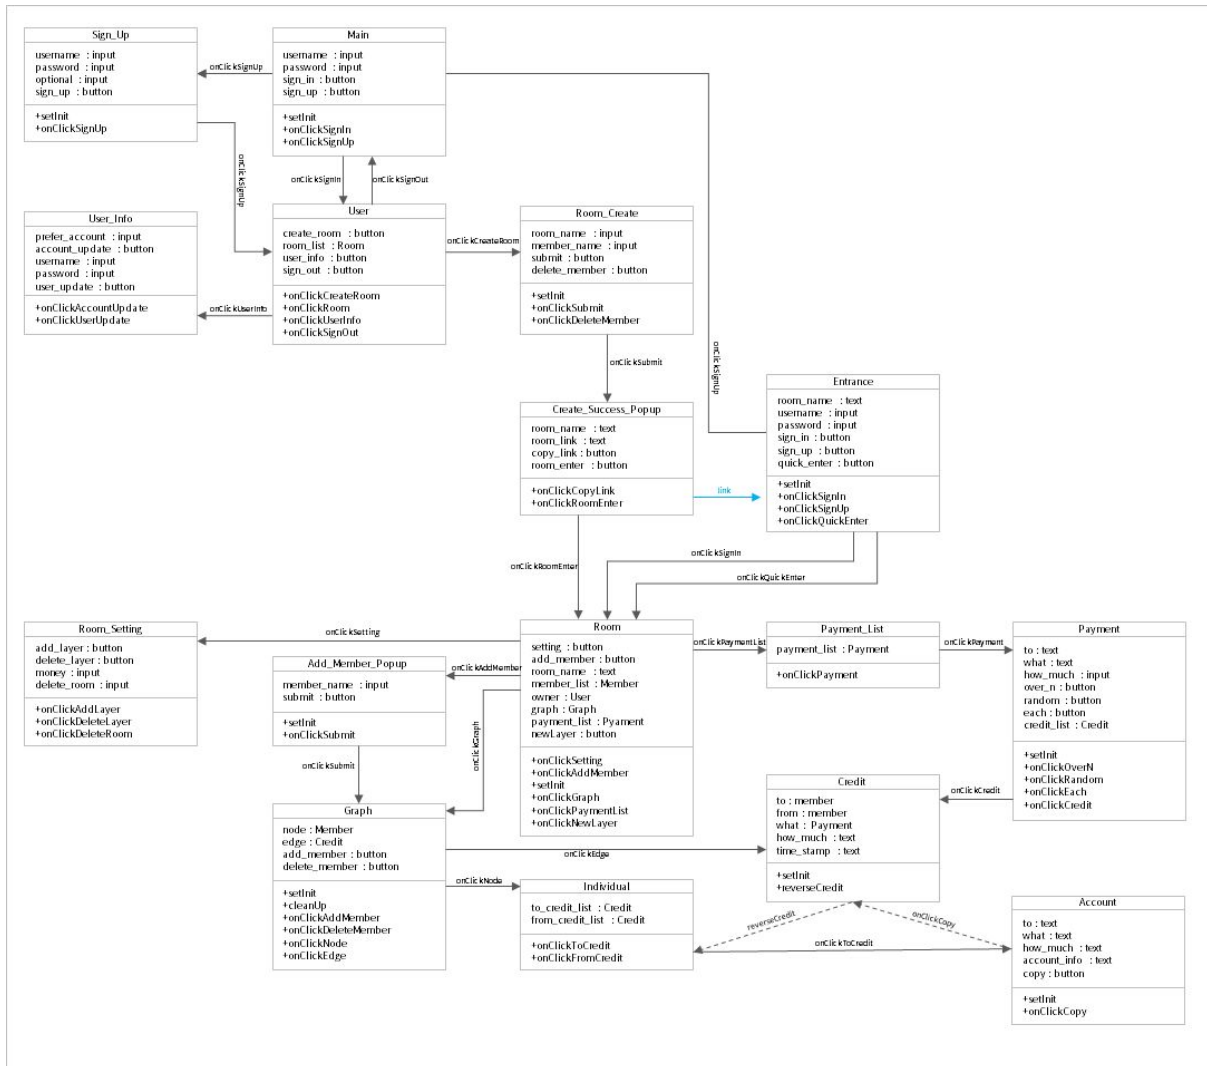 Sign_Up
username : input
password : input
optional : input
sign_up : button
+setInit
+onClickSignUp
onClickSignUp
Main
username : input
password : input
sign_in : button
sign_up : button
+setInit
+onClickSignIn
+onClickSignUp
onClickSignUp
onClickSignIn
onClickSignOut
User_Info
prefer_account : input
account_update : button
username : input
password : input
user_update : button
+onClickAccountUpdate
+onClickUserUpdate
onClickUserInfo
User
create_room : button
room_list : Room
user_info : button
sign_out : button
+onClickCreateRoom
+onClickRoom
+onClickUserInfo
+onClickSignOut
onClickCreateRoom
Room_Create
room_name : input
member_name : input
submit : button
delete_member : button
+setInit
+onClickSubmit
+onClickDeleteMember
onClickSubmit
onClickSignUp
Create_Success_Popup
room_name : text
room_link : text
copy_link : button
room_enter : button
+onClickCopyLink
+onClickRoomEnter
link
Entrance
room_name : text
username : input
password : input
sign_in : button
sign_up : button
quick_enter : button
+setInit
+onClickSignIn
+onClickSignUp
+onClickQuickEnter
onClickRoomEnter
onClickSignIn
onClickQuickEnter
Room_Setting
add_layer : button
delete_layer : button
money : input
delete_room : input
+onClickAddLayer
+onClickDeleteLayer
+onClickDeleteRoom
onClickSetting
Add_Member_Popup
member_name : input
submit : button
+setInit
+onClickSubmit
onClickAddMember
onClickSubmit
onClickGraph
Room
setting : button
add_member : button
room_name : text
member_list : Member
owner : User
graph : Graph
payment_list : Pyament
newLayer : button
+onClickSetting
+onClickAddMember
+setInit
+onClickGraph
+onClickPaymentList
+onClickNewLayer
onClickPaymentList
Payment_List
payment_list : Payment
+onClickPayment
onClickPayment
Payment
to : text
what : text
how_much : input
over_n : button
random : button
each : button
credit_list : Credit
+setInit
+onClickOverN
+onClickRandom
+onClickEach
+onClickCredit
onClickCredit
Credit
to : member
from : member
what : Payment
how_much : text
time_stamp : text
+setInit
+reverseCredit
Graph
node : Member
edge : Credit
add_member : button
delete_member : button
+setInit
+cleanUp
+onClickAddMember
+onClickDeleteMember
+onClickNode
+onClickEdge
onClickEdge
onClickNode
Individual
to_credit_list : Credit
from_credit_list : Credit
+onClickToCredit
+onClickFromCredit
reverseCredit
onClickCopy
onClickToCredit
Account
to : text
what : text
how_much : text
account_info : text
copy : button
+setInit
+onClickCopy